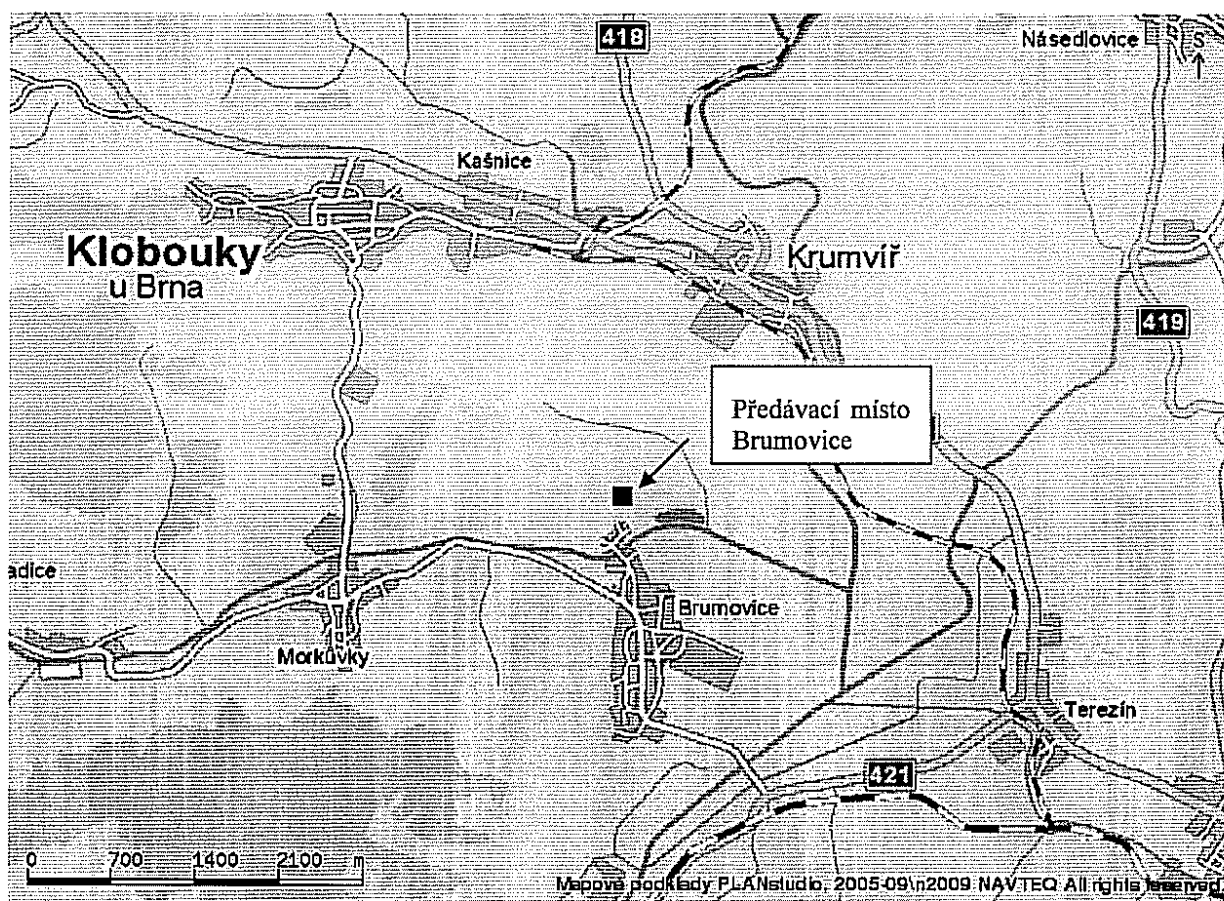 418
Násedlovice
S
Kašnice
Klobouky
u Brna
Krumvíř
419
Předávací místo
Brumovice
adice
Brumovice
Morkůvky
Terezín
421
0 700 1400 2100 m
Mapové podklady PLANstudio, 2005-09\n2009 NAVTEQ All rights reserved